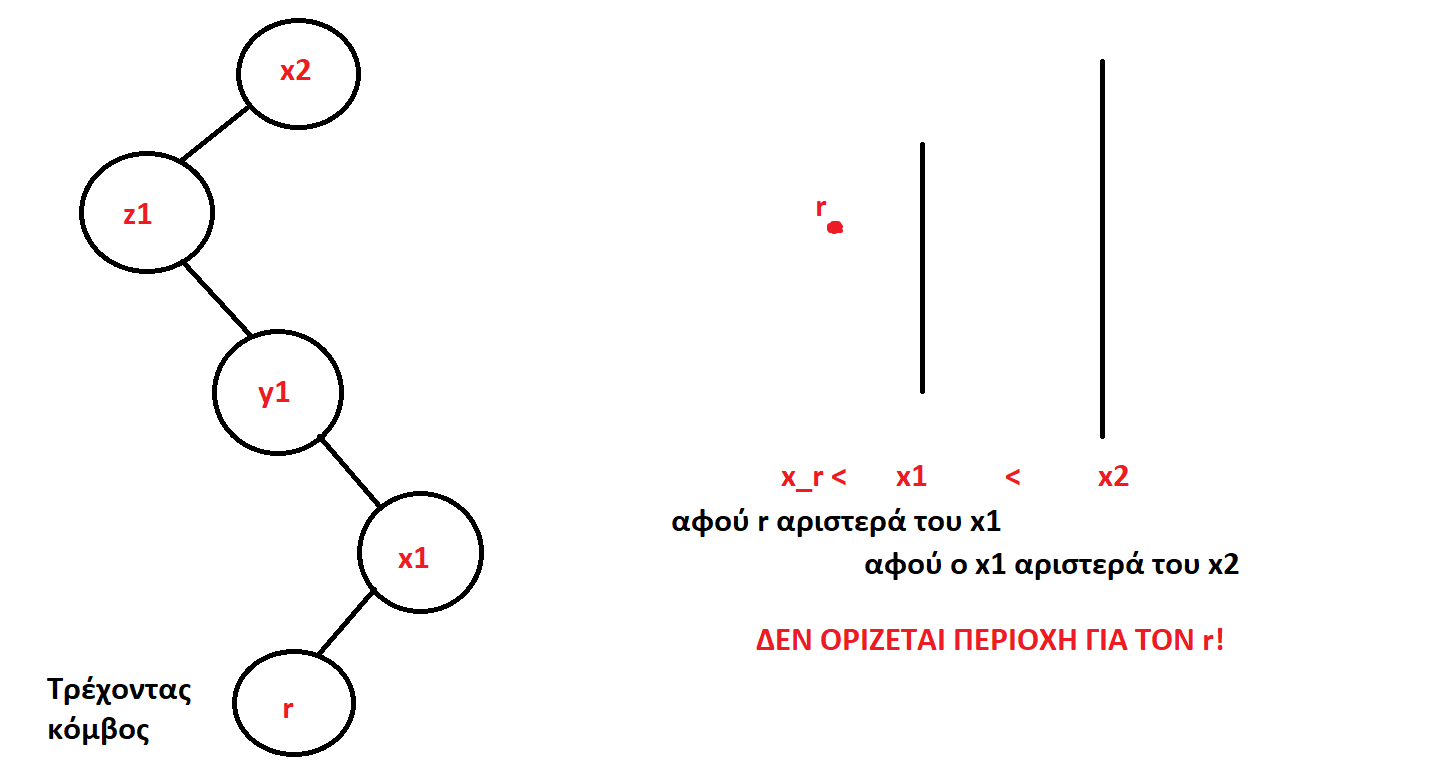 x2
z1
y1
x1
r
Τρέχοντας
κόμβος
r
x_r < x1 < x2
αφού r αριστερά του x1
αφού ο x1 αριστερά του x2
ΔΕΝ ΟΡΙΖΕΤΑΙ ΠΕΡΙΟΧΗ ΓΙΑ ΤΟΝ r!